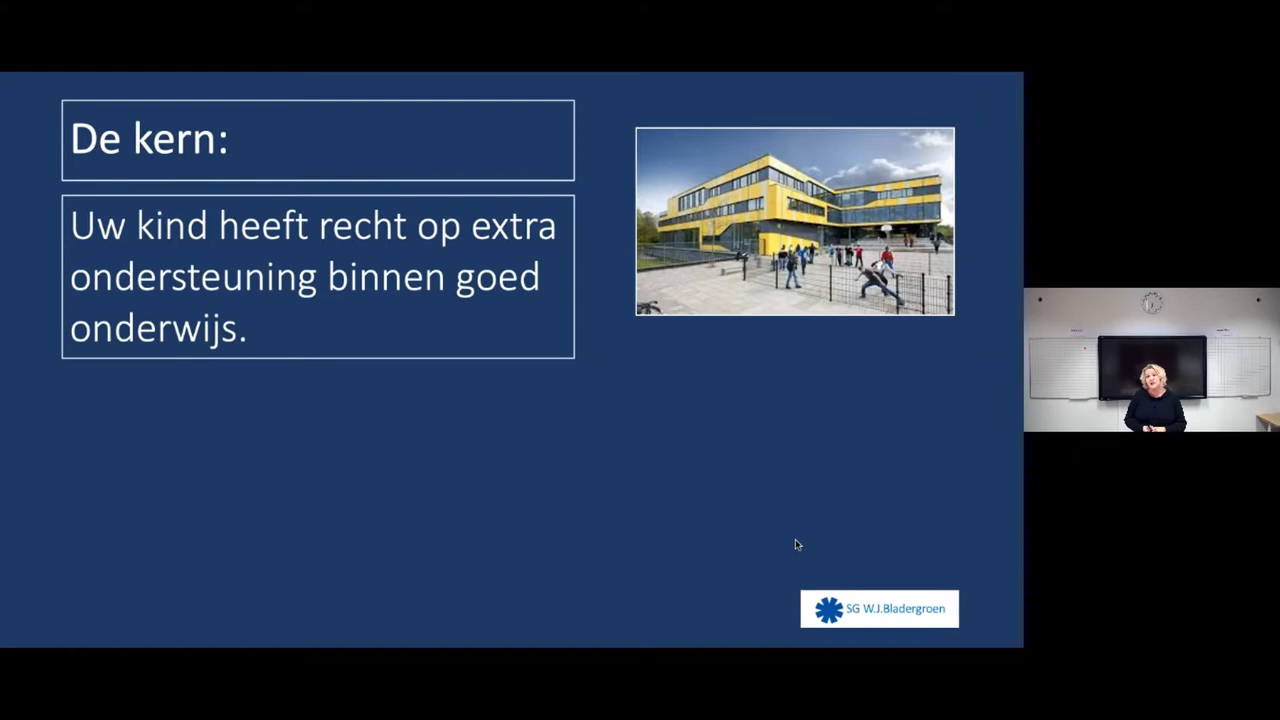 De kern:
Uw kind heeft recht op extra
ondersteuning binnen goed
onderwijs.
SG W.J.Bladergroen